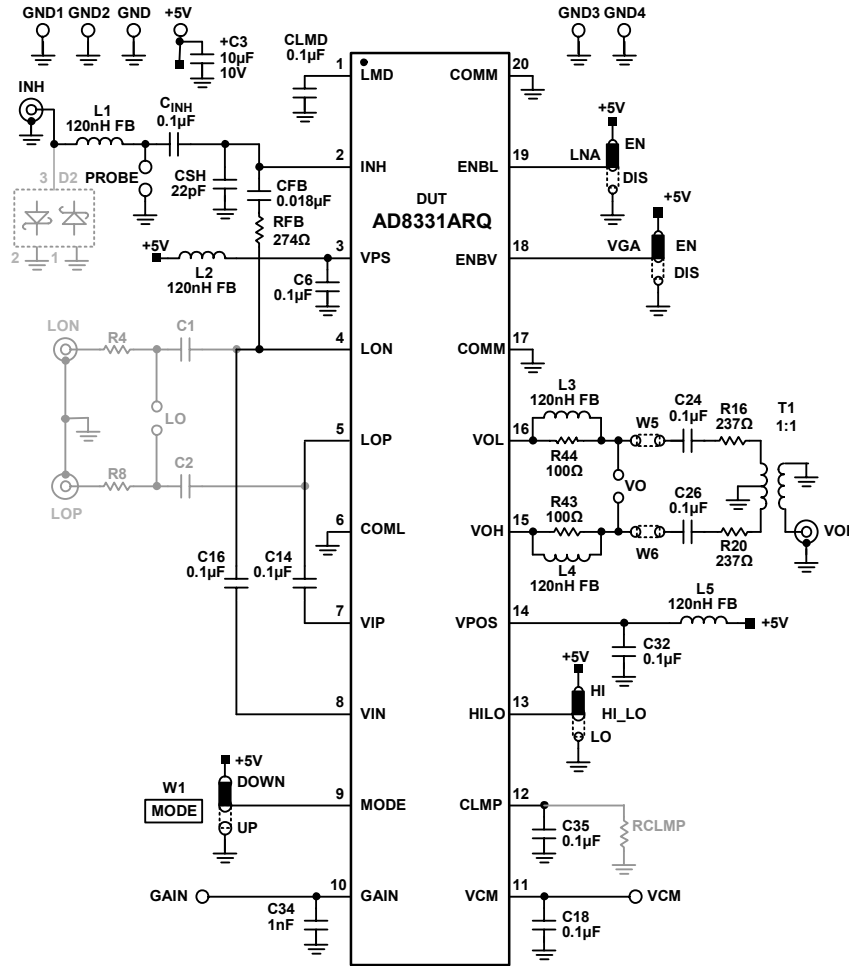 GND1 GND2 GND +5V
+C3
10µF
10V
CLMD
0.1µF
GND3 GND4
1 LMD
COMM 20
INH
L1
120nH FB
CINH
0.1µF
PROBE
CSH
22pF
2 INH
CFB
0.018µF
RFB
274Ω
3 D2
2 1
+5V
L2
120nH FB
3 VPS
C6
0.1µF
DUT
AD8331ARQ
ENBL 19
+5V
LNA EN
DIS
ENBV 18
+5V
VGA EN
DIS
LON
R4
C1
4 LON
COMM 17
LO
R8
C2
LOP
5 LOP
L3
120nH FB
VOL 16
R44
100Ω
W5
C24
0.1µF
R16
237Ω
T1
1:1
VO
6 COML
R43
100Ω
VOH 15
L4
120nH FB
W6
C26
0.1µF
R20
237Ω
C16
0.1µF
C14
0.1µF
7 VIP
VPOS 14
L5
120nH FB
+5V
C32
0.1µF
8 VIN
HILO 13
+5V
HI
HI_LO
LO
W1
MODE
+5V
DOWN
UP
9 MODE
CLMP 12
C35
0.1µF
RCLMP
GAIN
10 GAIN
C34
1nF
VCM 11
VCM
C18
0.1µF